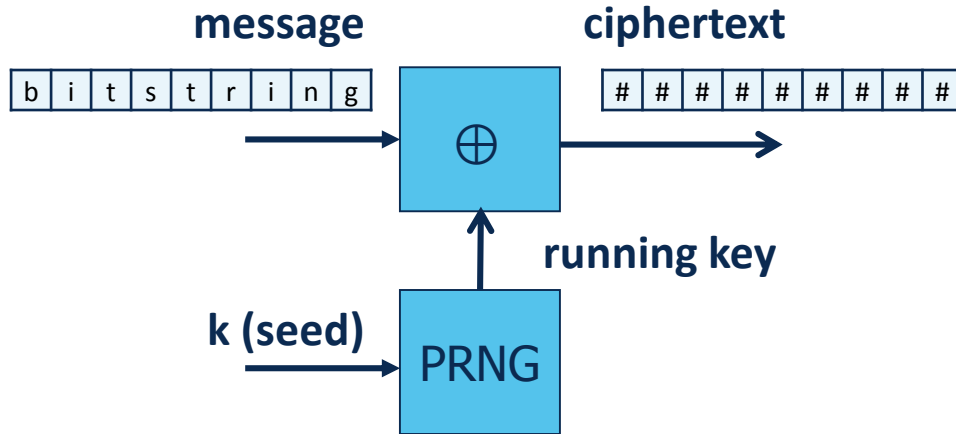 message
ciphertext
b i t s t r i n g
# # # # # # # # #
⊕
running key
k (seed)
PRNG